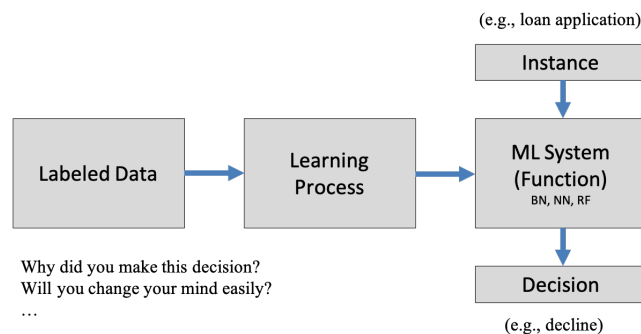 (e.g., loan application)
Instance
Labeled Data
Learning
Process
ML System
(Function)
BN, NN, RF
Why did you make this decision?
Will you change your mind easily?
…
Decision
(e.g., decline)